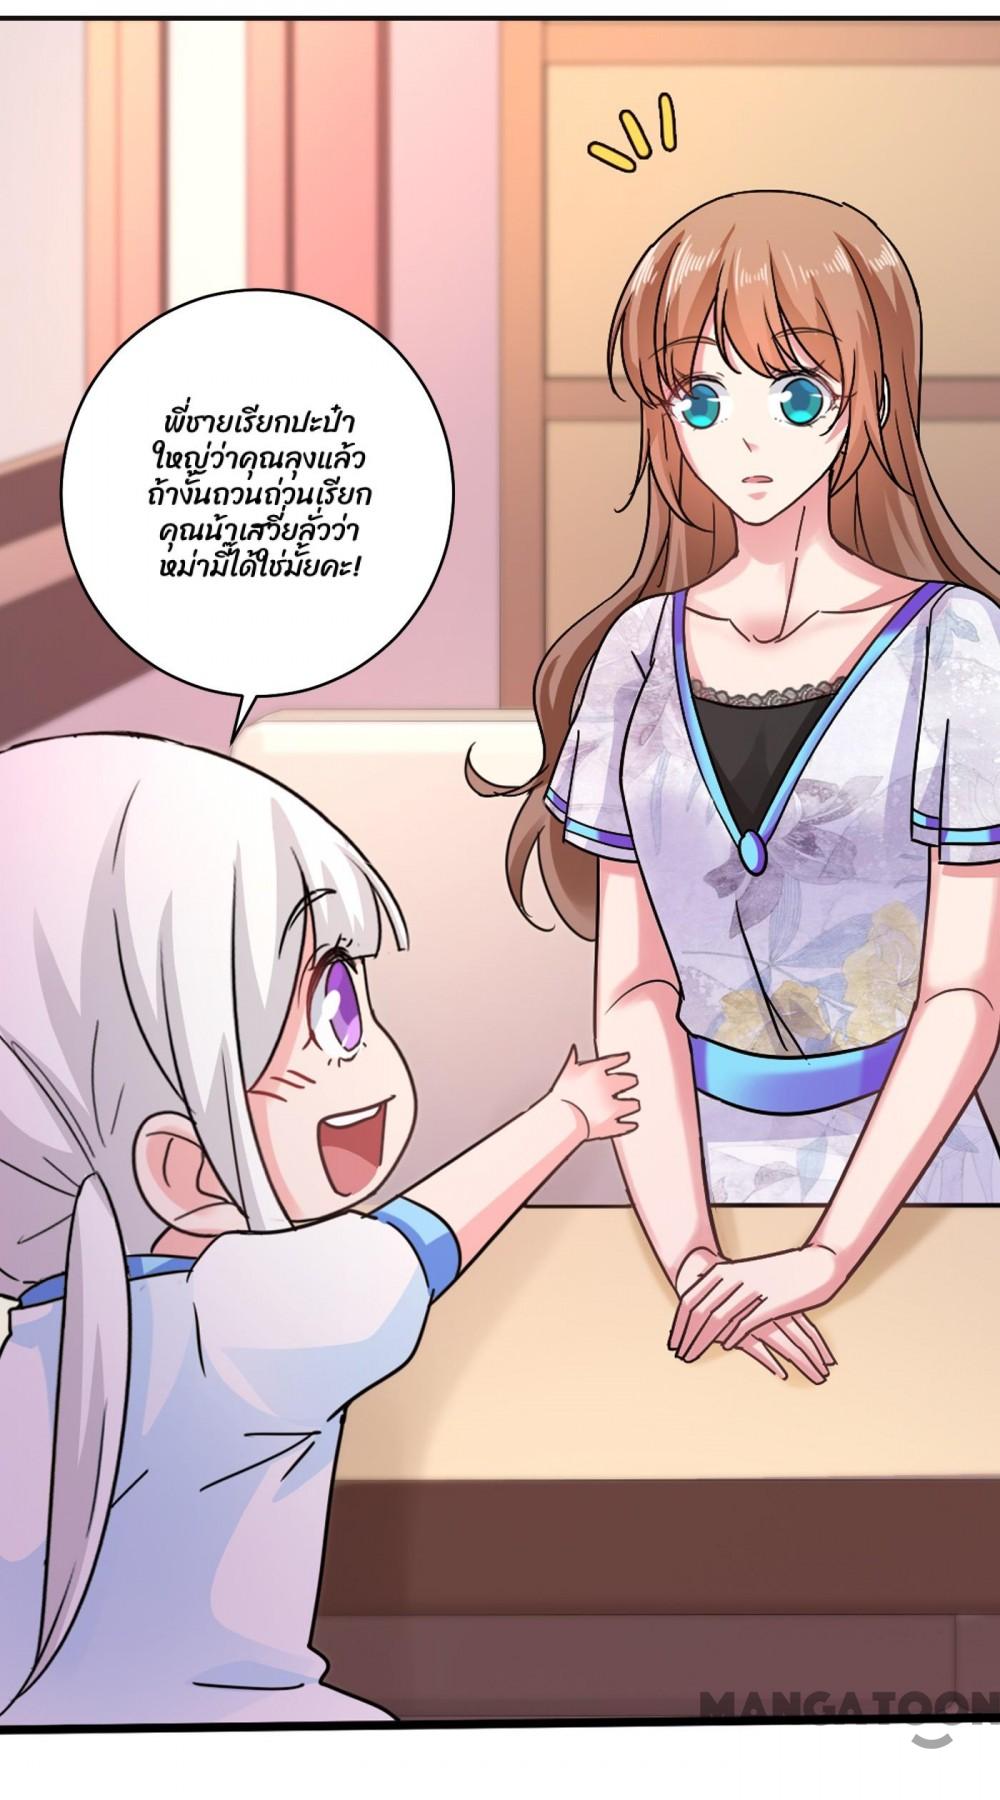 พี่ชายเรียกปะป๋า
ใหญ่ว่าคุณลุงแล้ว
ถ้างั้นถวนถ่วนเรียก
คุณน้าเสวี่ยลั่วว่า
หม่ามี๊ได้ใช่มั้ยคะ!
MANGATOON